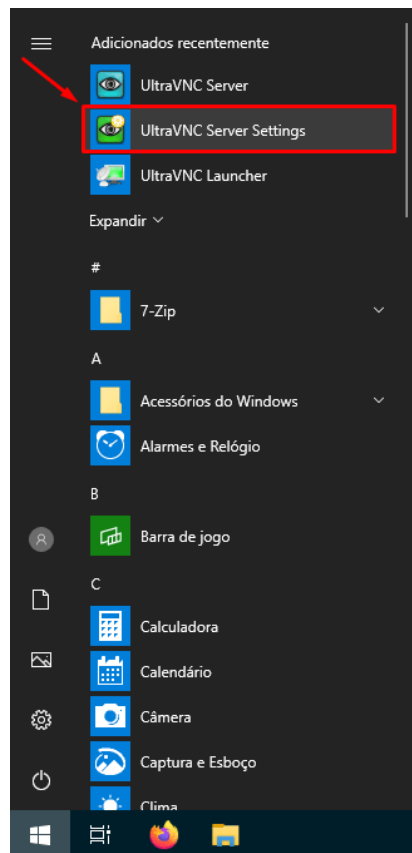 Adicionados recentemente
UltraVNC Server
UltraVNC Server Settings
UltraVNC Launcher
Expandir
#
7-Zip
A
Acessórios do Windows
Alarmes e Relógio
B
Barra de jogo
C
Calculadora
Calendário
Câmera
Captura e Esboço
Clima